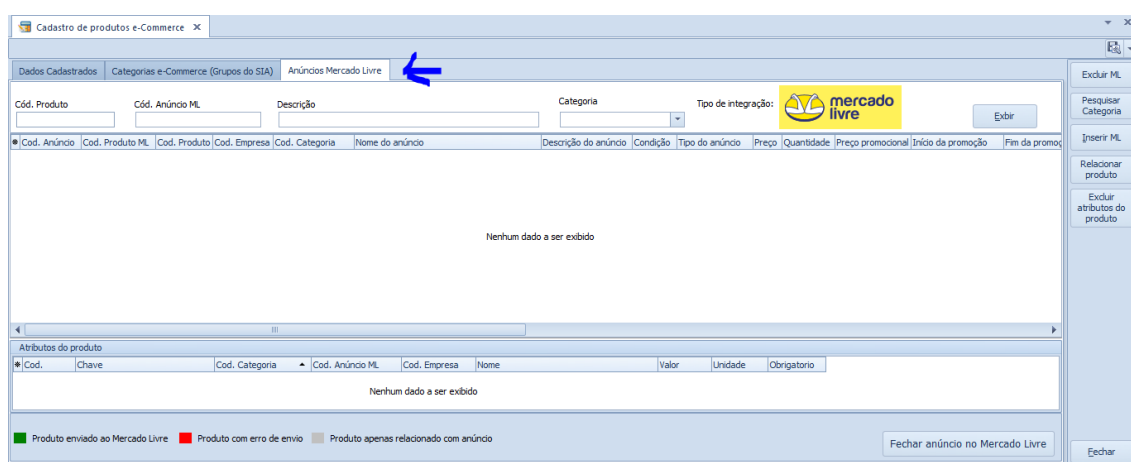 Cadastro de produtos e-Commerce X
Dados Cadastrados Categorias e-Commerce (Grupos do SIA) Anúncios Mercado Livre
Excluir ML
Cód. Produto Cód. Anúncio ML Descrição Categoria Tipo de integração: mercado livre Exbir
Pesquisar Categoria
Cod. Anúncio Cod. Produto ML Cod. Produto Cod. Empresa Cod. Categoria Nome do anúncio Descrição do anúncio Condição Tipo do anúncio Preço Quantidade Preço promocional Início da promoção Fim da promoç
Inserir ML
Relacionar produto
Excluir atributos do produto
Nenhum dado a ser exibido
Atributos do produto
Cod. Chave Cod. Categoria Cod. Anúncio ML Cod. Empresa Nome Valor Unidade Obrigatorio
Nenhum dado a ser exibido
Produto enviado ao Mercado Livre Produto com erro de envio Produto apenas relacionado com anúncio
Fechar anúncio no Mercado Livre
Fechar